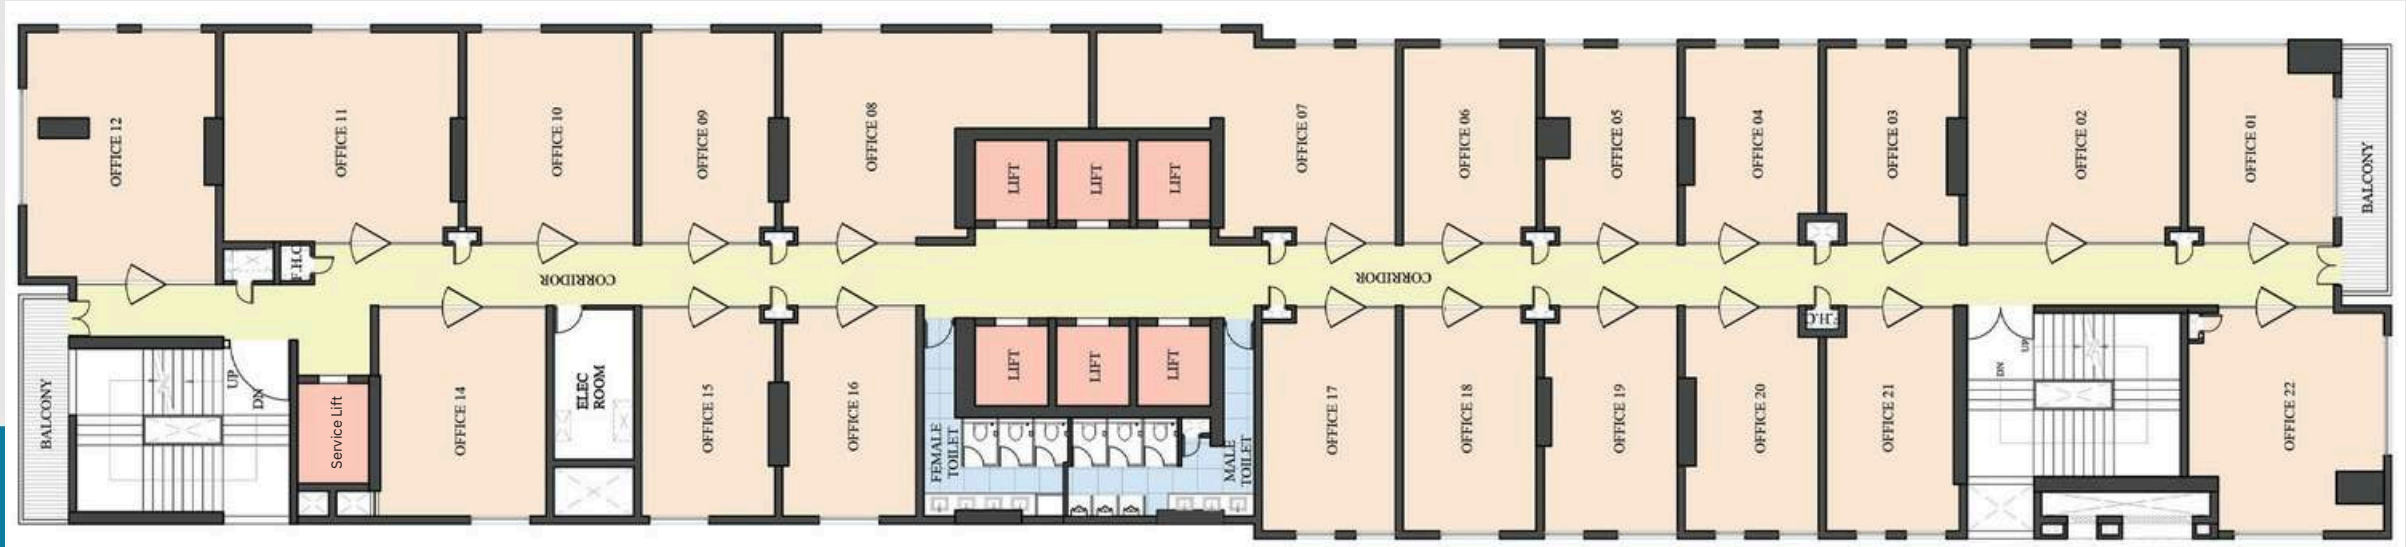 OFFICE 12
OFFICE 11
OFFICE 10
OFFICE 09
OFFICE 08
LIFT
LIFT
LIFT
OFFICE 07
OFFICE 06
OFFICE 05
OFFICE 04
OFFICE 03
OFFICE 02
OFFICE 01
BALCONY
F.H.C
CORRIDOR
CORRIDOR
BALCONY
UP
DN
Service Lift
OFFICE 14
ELEC
ROOM
OFFICE 15
OFFICE 16
FEMALE
TOILET
LIFT
LIFT
LIFT
MALE
TOILET
OFFICE 17
OFFICE 18
OFFICE 19
OFFICE 20
F.H.C
OFFICE 21
DN
UP
OFFICE 22